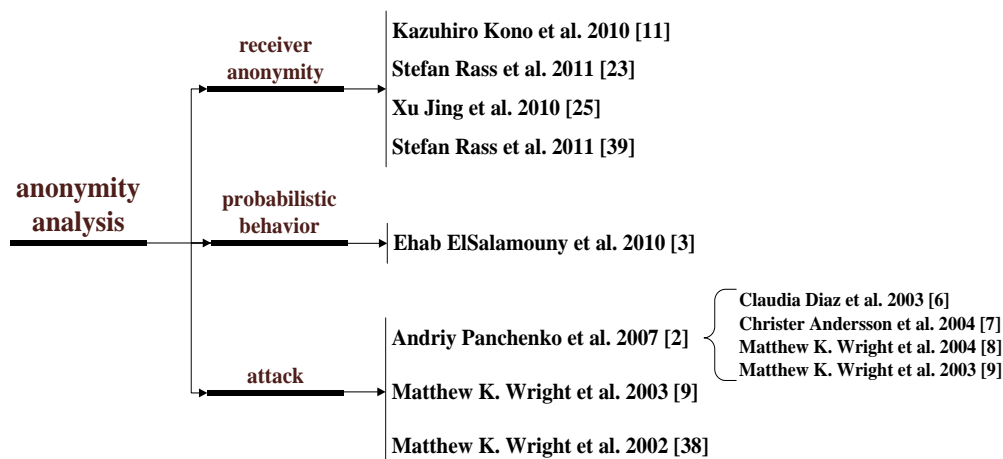 anonymity
analysis
receiver
anonymity
Kazuhiro Kono et al. 2010 [11]
Stefan Rass et al. 2011 [23]
Xu Jing et al. 2010 [25]
Stefan Rass et al. 2011 [39]
probabilistic
behavior
Ehab ElSalamouny et al. 2010 [3]
attack
Andriy Panchenko et al. 2007 [2]
Claudia Diaz et al. 2003 [6]
Christer Andersson et al. 2004 [7]
Matthew K. Wright et al. 2004 [8]
Matthew K. Wright et al. 2003 [9]
Matthew K. Wright et al. 2003 [9]
Matthew K. Wright et al. 2002 [38]